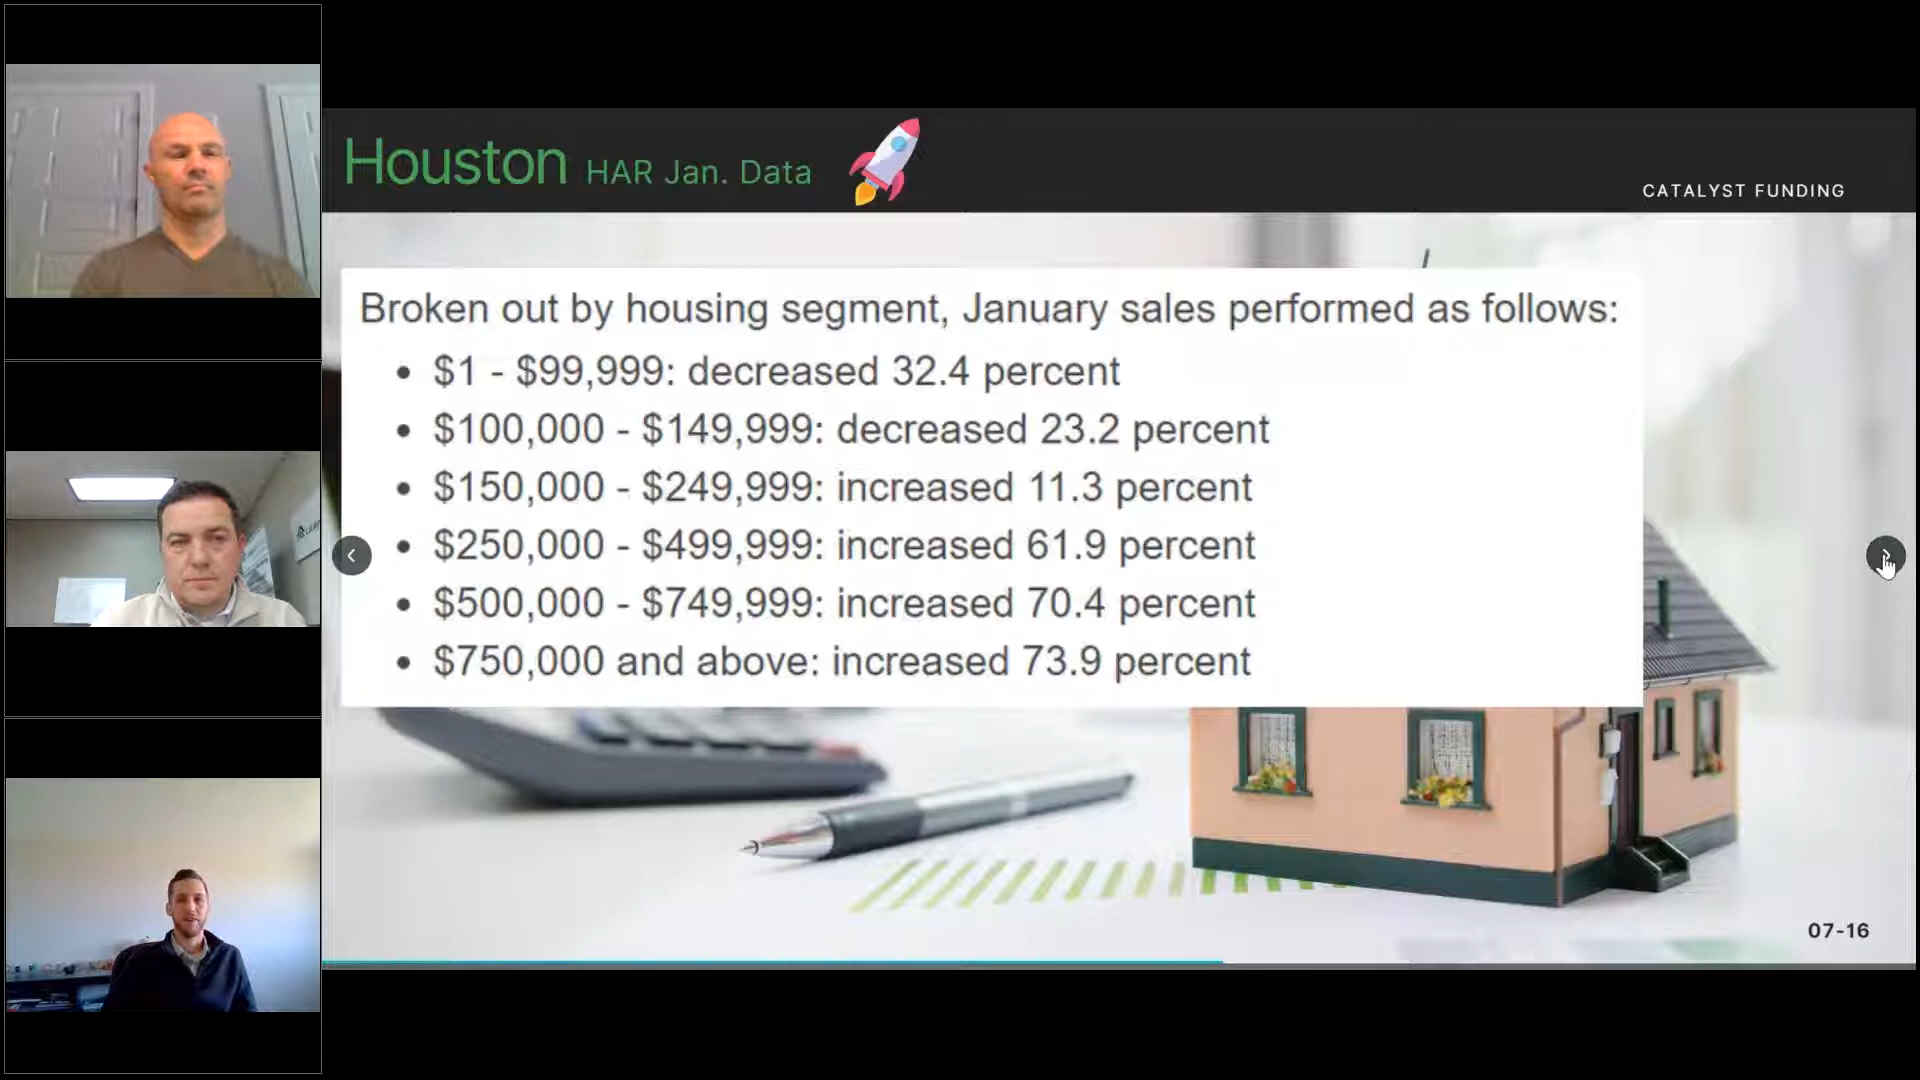 Houston HAR Jan. Data
CATALYST FUNDING
Broken out by housing segment, January sales performed as follows:
• $1 - $99,999: decreased 32.4 percent
• $100,000 - $149,999: decreased 23.2 percent
• $150,000 - $249,999: increased 11.3 percent
• $250,000 - $499,999: increased 61.9 percent
• $500,000 - $749,999: increased 70.4 percent
• $750,000 and above: increased 73.9 percent
07-16